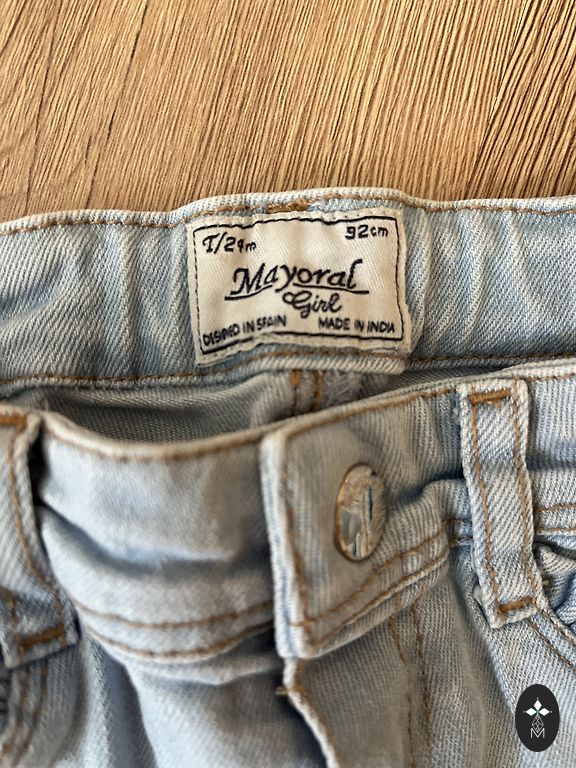 T/24m 92cm
Mayoral
Girl
DESIGNED IN SPAIN MADE IN INDIA
M